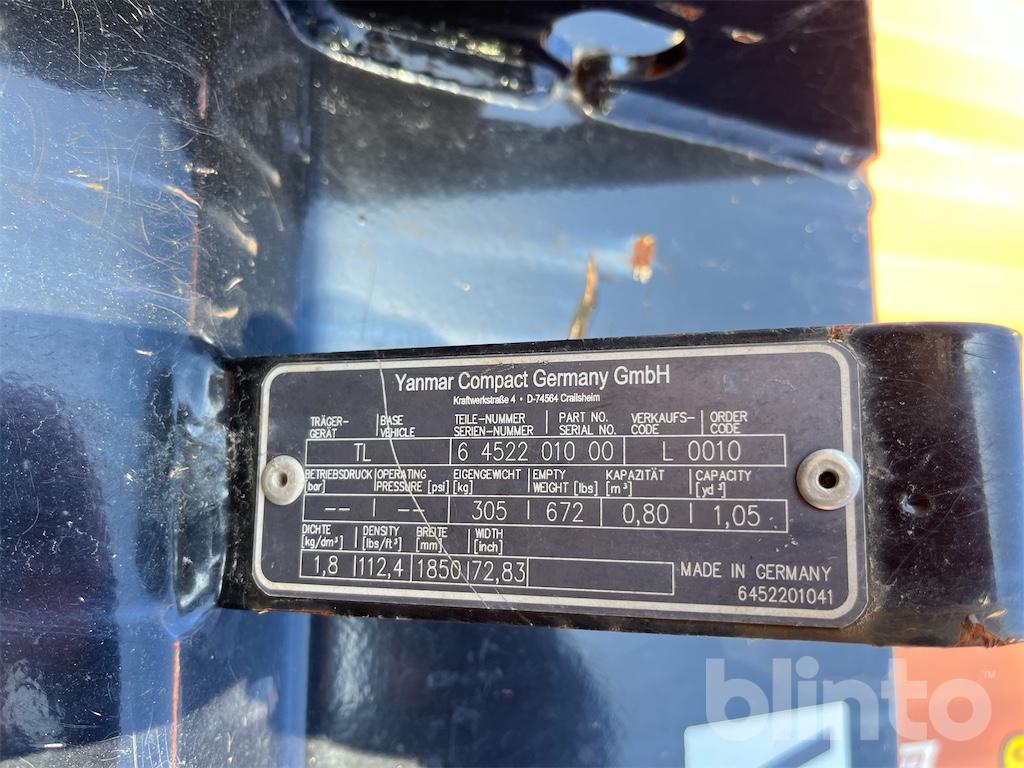 Yanmar Compact Germany GmbH
Kraftwerkstraße 4 • D-74564 Crailsheim
TRÄGER- | BASE TEILE-NUMMER | PART NO. VERKAUFS- | ORDER
GERÄT | VEHICLE SERIEN-NUMMER | SERIAL NO. CODE | CODE
TL 6 4522 010 00 L 0010
BETRIEBSDRUCK | OPERATING EIGENGEWICHT | EMPTY KAPAZITÄT | CAPACITY
[bar] | PRESSURE [psi] [kg] | WEIGHT [lbs] [m³] | [yd³]
-- | -- 305 | 672 0,80 | 1,05
DICHTE | DENSITY BREITE | WIDTH
[kg/dm³] | [lbs/ft³] [mm] | [inch]
1,8 | 112,4 1850 | 72,83
MADE IN GERMANY
6452201041
blinto™